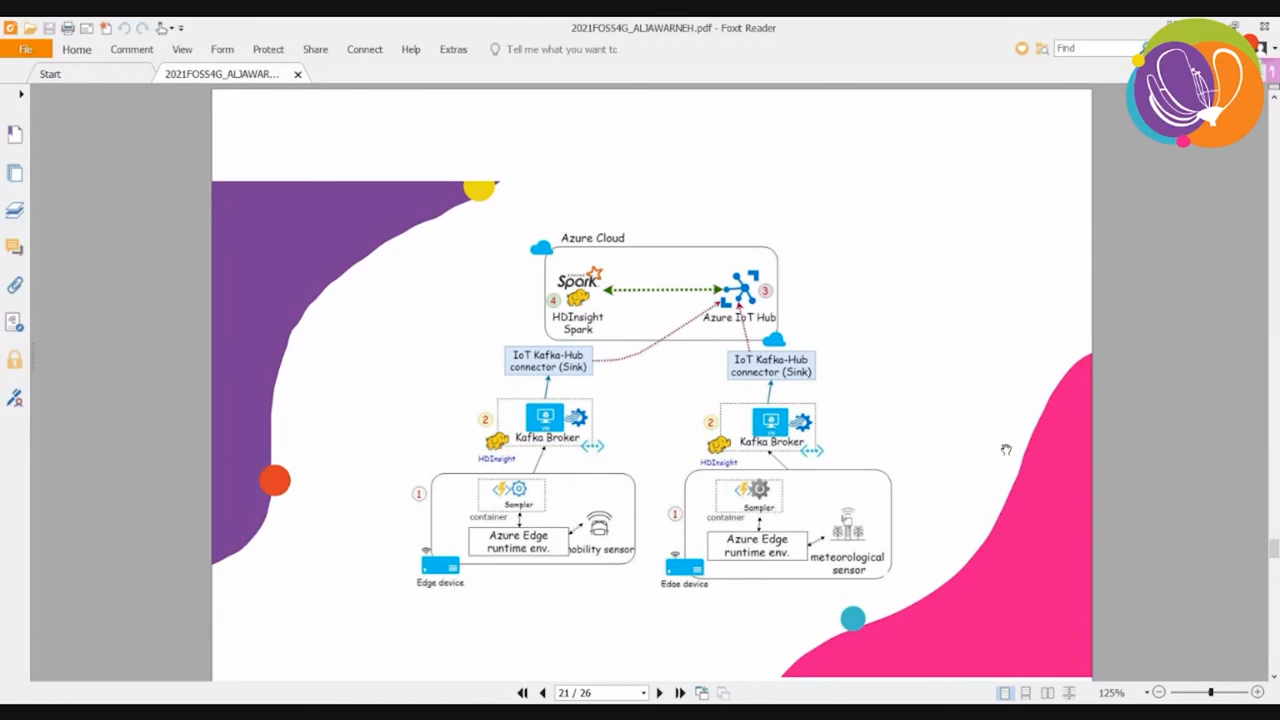 2021FOSS4G_ALJAWARNEH.pdf - Foxit Reader
File Home Comment View Form Protect Share Connect Help Extras Tell me what you want to Find
Start 2021FOSS4G_ALJAWAR...
Azure Cloud
Spark
4
3
HDInsight
Spark
Azure IoT Hub
IoT Kafka-Hub
connector (Sink)
IoT Kafka-Hub
connector (Sink)
2
Kafka Broker
HDInsight
2
Kafka Broker
HDInsight
1
Sampler
container
Azure Edge
runtime env.
mobility sensor
Edge device
1
Sampler
container
Azure Edge
runtime env.
meteorological
sensor
Edge device
21 / 26
125%